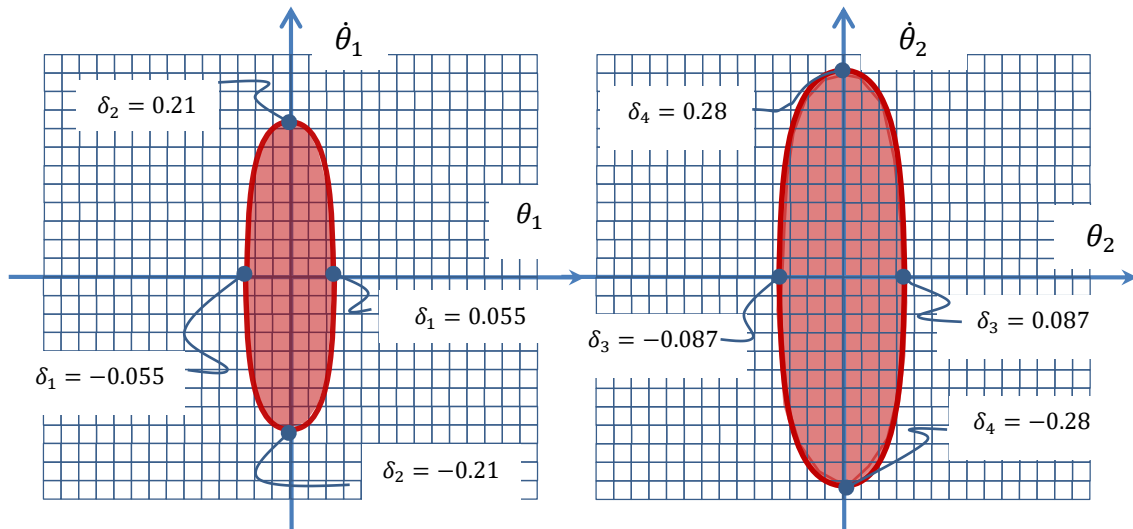 θ̇₁
δ₂ = 0.21
θ₁
δ₁ = 0.055
δ₁ = −0.055
δ₂ = −0.21
θ̇₂
δ₄ = 0.28
θ₂
δ₃ = 0.087
δ₃ = −0.087
δ₄ = −0.28